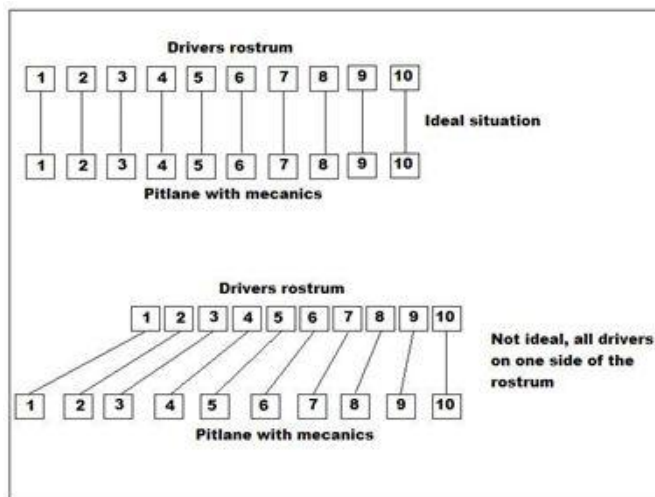 Drivers rostrum
1 2 3 4 5 6 7 8 9 10
Ideal situation
1 2 3 4 5 6 7 8 9 10
Pitlane with mecanics
Drivers rostrum
1 2 3 4 5 6 7 8 9 10
Not ideal, all drivers
on one side of the
rostrum
1 2 3 4 5 6 7 8 9 10
Pitlane with mecanics